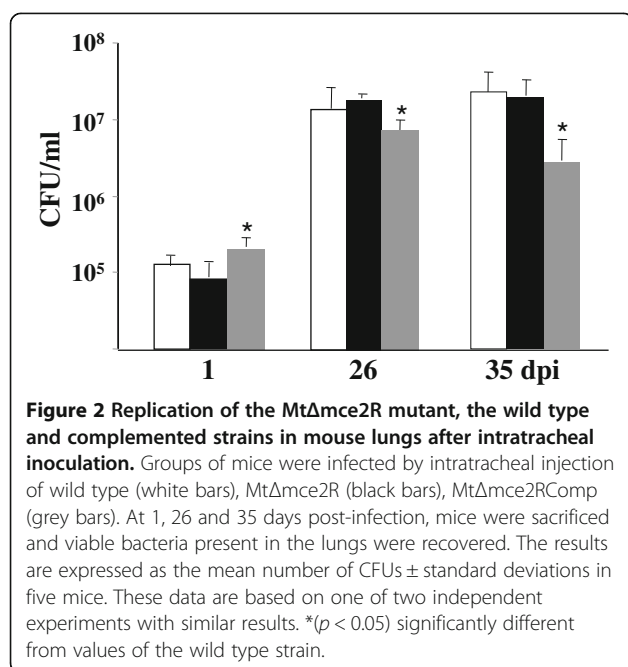 10⁸
10⁷
10⁶
10⁵
CFU/ml
*
*
*
1 26 35 dpi
Figure 2 Replication of the MtΔmce2R mutant, the wild type
and complemented strains in mouse lungs after intratracheal
inoculation. Groups of mice were infected by intratracheal injection
of wild type (white bars), MtΔmce2R (black bars), MtΔmce2RComp
(grey bars). At 1, 26 and 35 days post-infection, mice were sacrificed
and viable bacteria present in the lungs were recovered. The results
are expressed as the mean number of CFUs ± standard deviations in
five mice. These data are based on one of two independent
experiments with similar results. *(p < 0.05) significantly different
from values of the wild type strain.